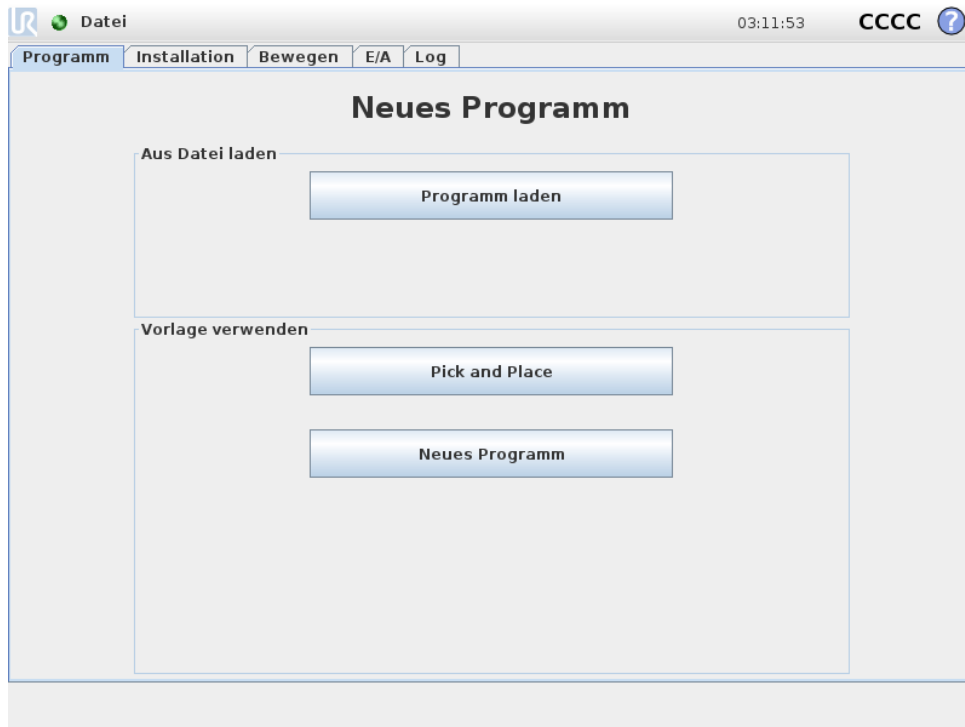 UR Datei 03:11:53 CCCC ?
Programm Installation Bewegen E/A Log
Neues Programm
Aus Datei laden
Programm laden
Vorlage verwenden
Pick and Place
Neues Programm